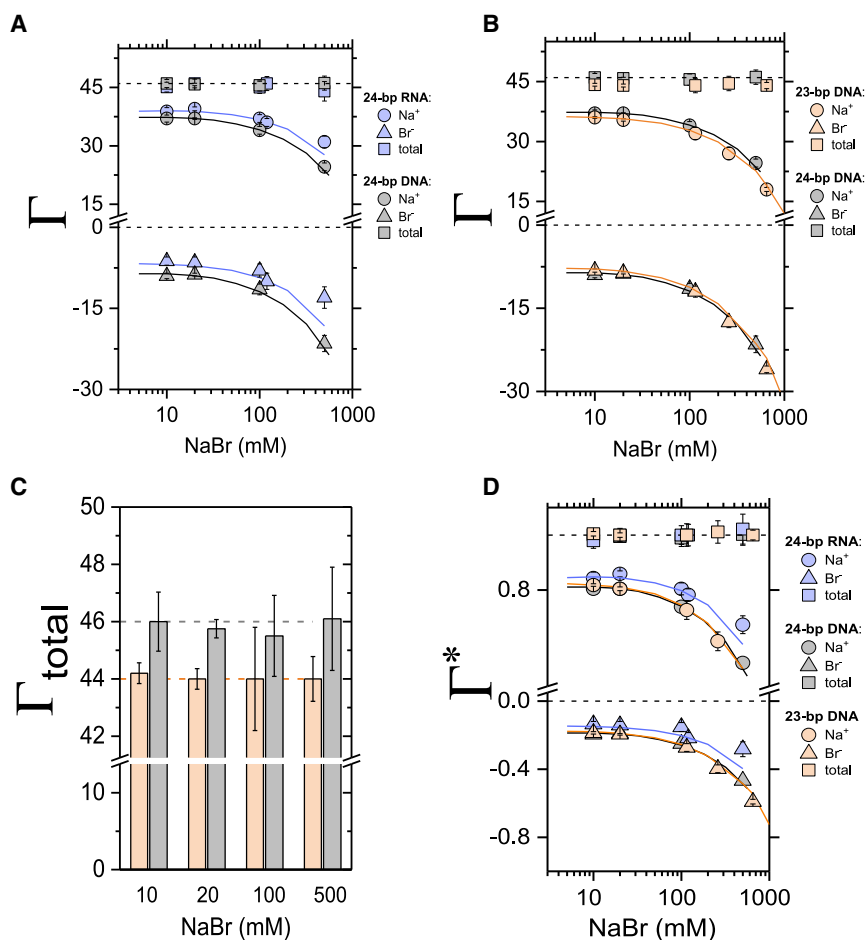 A
45
30
15
0
-15
-30
Γ
10
100
1000
NaBr (mM)
24-bp RNA:
Na⁺
Br⁻
total
24-bp DNA:
Na⁺
Br⁻
total
B
45
30
15
0
-15
-30
Γ
10
100
1000
NaBr (mM)
23-bp DNA:
Na⁺
Br⁻
total
24-bp DNA:
Na⁺
Br⁻
total
C
50
48
46
44
42
10
0
Γtotal
10
20
100
500
NaBr (mM)
D
0.8
0.0
-0.4
-0.8
Γ*
10
100
1000
NaBr (mM)
24-bp RNA:
Na⁺
Br⁻
total
24-bp DNA:
Na⁺
Br⁻
total
23-bp DNA
Na⁺
Br⁻
total